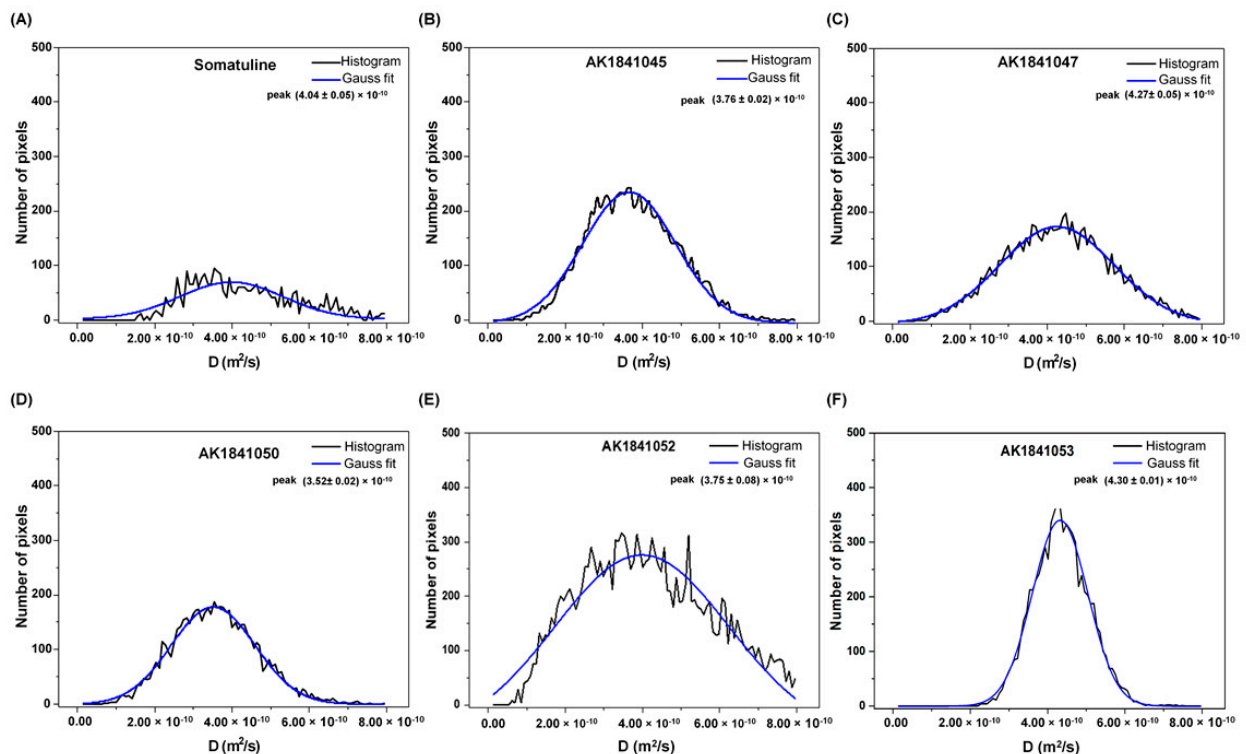 (A)
500
400
300
200
100
0
Number of pixels
Somatuline
Histogram
Gauss fit
peak (4.04 ± 0.05) × 10⁻¹⁰
0.00 2.00 × 10⁻¹⁰ 4.00 × 10⁻¹⁰ 6.00 × 10⁻¹⁰ 8.00 × 10⁻¹⁰
D (m²/s)
(B)
500
400
300
200
100
0
Number of pixels
AK1841045
Histogram
Gauss fit
peak (3.76 ± 0.02) × 10⁻¹⁰
0.00 2.00 × 10⁻¹⁰ 4.00 × 10⁻¹⁰ 6.00 × 10⁻¹⁰ 8.00 × 10⁻¹⁰
D (m²/s)
(C)
500
400
300
200
100
0
Number of pixels
AK1841047
Histogram
Gauss fit
peak (4.27± 0.05) × 10⁻¹⁰
0.00 2.00 × 10⁻¹⁰ 4.00 × 10⁻¹⁰ 6.00 × 10⁻¹⁰ 8.00 × 10⁻¹⁰
D (m²/s)
(D)
500
400
300
200
100
0
Number of pixels
AK1841050
Histogram
Gauss fit
peak (3.52± 0.02) × 10⁻¹⁰
0.00 2.00 × 10⁻¹⁰ 4.00 × 10⁻¹⁰ 6.00 × 10⁻¹⁰ 8.00 × 10⁻¹⁰
D (m²/s)
(E)
500
400
300
200
100
0
Number of pixels
AK1841052
Histogram
Gauss fit
peak (3.75 ± 0.08) × 10⁻¹⁰
0.00 2.00 × 10⁻¹⁰ 4.00 × 10⁻¹⁰ 6.00 × 10⁻¹⁰ 8.00 × 10⁻¹⁰
D (m²/s)
(F)
500
400
300
200
100
0
Number of pixels
AK1841053
Histogram
Gauss fit
peak (4.30 ± 0.01) × 10⁻¹⁰
0.00 2.00 × 10⁻¹⁰ 4.00 × 10⁻¹⁰ 6.00 × 10⁻¹⁰ 8.00 × 10⁻¹⁰
D (m²/s)